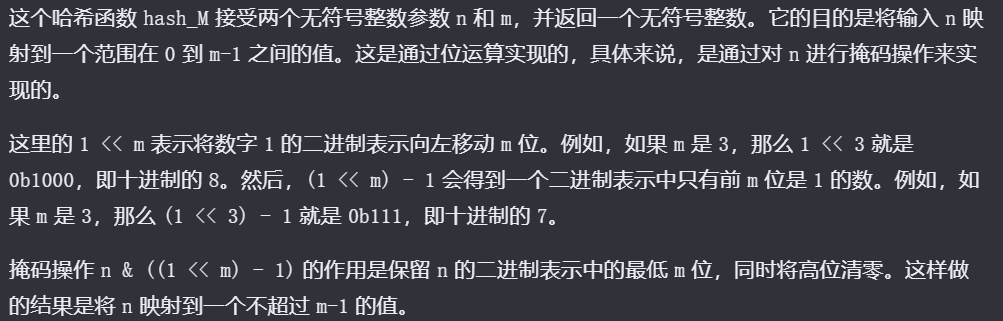 这个哈希函数 hash_M 接受两个无符号整数参数 n 和 m，并返回一个无符号整数。它的目的是将输入 n 映
射到一个范围在 0 到 m-1 之间的值。这是通过位运算实现的，具体来说，是通过对 n 进行掩码操作来实
现的。
这里的 1 << m 表示将数字 1 的二进制表示向左移动 m 位。例如，如果 m 是 3，那么 1 << 3 就是
0b1000，即十进制的 8。然后，(1 << m) - 1 会得到一个二进制表示中只有前 m 位是 1 的数。例如，如
果 m 是 3，那么 (1 << 3) - 1 就是 0b111，即十进制的 7。
掩码操作 n & ((1 << m) - 1) 的作用是保留 n 的二进制表示中的最低 m 位，同时将高位清零。这样做
的结果是将 n 映射到一个不超过 m-1 的值。